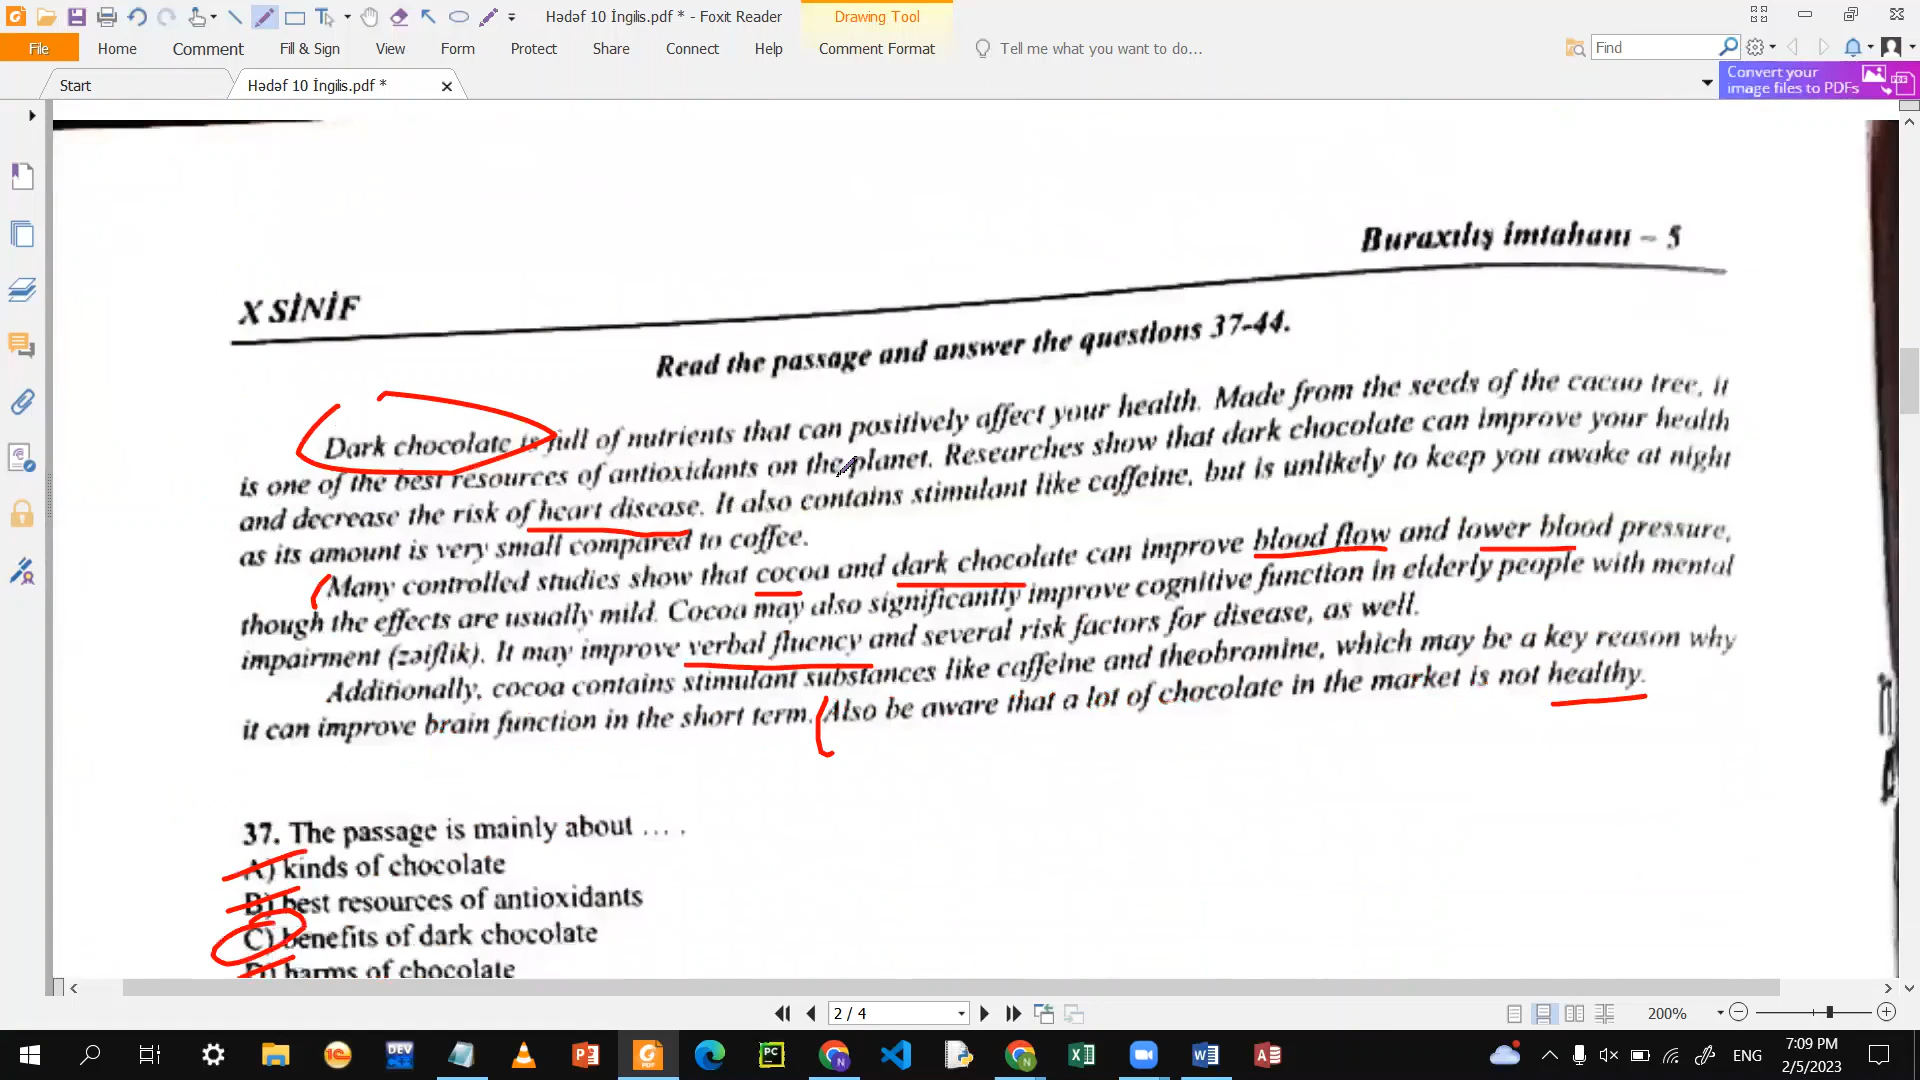 Hədəf 10 İngilis.pdf * - Foxit Reader
Drawing Tool
File
Home
Comment
Fill & Sign
View
Form
Protect
Share
Connect
Help
Comment Format
Tell me what you want to do...
Find
Start
Hədəf 10 İngilis.pdf *
Convert your
image files to PDFs
Buraxılış imtahanı – 5
X SİNİF
Read the passage and answer the questions 37-44.
Dark chocolate is full of nutrients that can positively affect your health. Made from the seeds of the cacao tree, it
is one of the best resources of antioxidants on the planet. Researches show that dark chocolate can improve your health
and decrease the risk of heart disease. It also contains stimulant like caffeine, but is unlikely to keep you awake at night
as its amount is very small compared to coffee.
Many controlled studies show that cocoa and dark chocolate can improve blood flow and lower blood pressure,
though the effects are usually mild. Cocoa may also significantly improve cognitive function in elderly people with mental
impairment (zəiflik). It may improve verbal fluency and several risk factors for disease, as well.
Additionally, cocoa contains stimulant substances like caffeine and theobromine, which may be a key reason why
it can improve brain function in the short term. Also be aware that a lot of chocolate in the market is not healthy.
37. The passage is mainly about ... .
A) kinds of chocolate
B) best resources of antioxidants
C) benefits of dark chocolate
D) harms of chocolate
2 / 4
200%
ENG
7:09 PM
2/5/2023